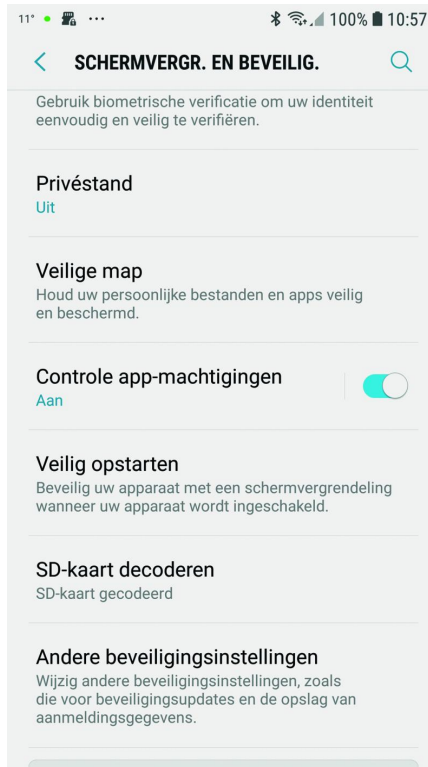 11° 100% 10:57
SCHERMVERGR. EN BEVEILIG.
Gebruik biometrische verificatie om uw identiteit
eenvoudig en veilig te verifiëren.
Privéstand
Uit
Veilige map
Houd uw persoonlijke bestanden en apps veilig
en beschermd.
Controle app-machtigingen
Aan
Veilig opstarten
Beveilig uw apparaat met een schermvergrendeling
wanneer uw apparaat wordt ingeschakeld.
SD-kaart decoderen
SD-kaart gecodeerd
Andere beveiligingsinstellingen
Wijzig andere beveiligingsinstellingen, zoals
die voor beveiligingsupdates en de opslag van
aanmeldingsgegevens.